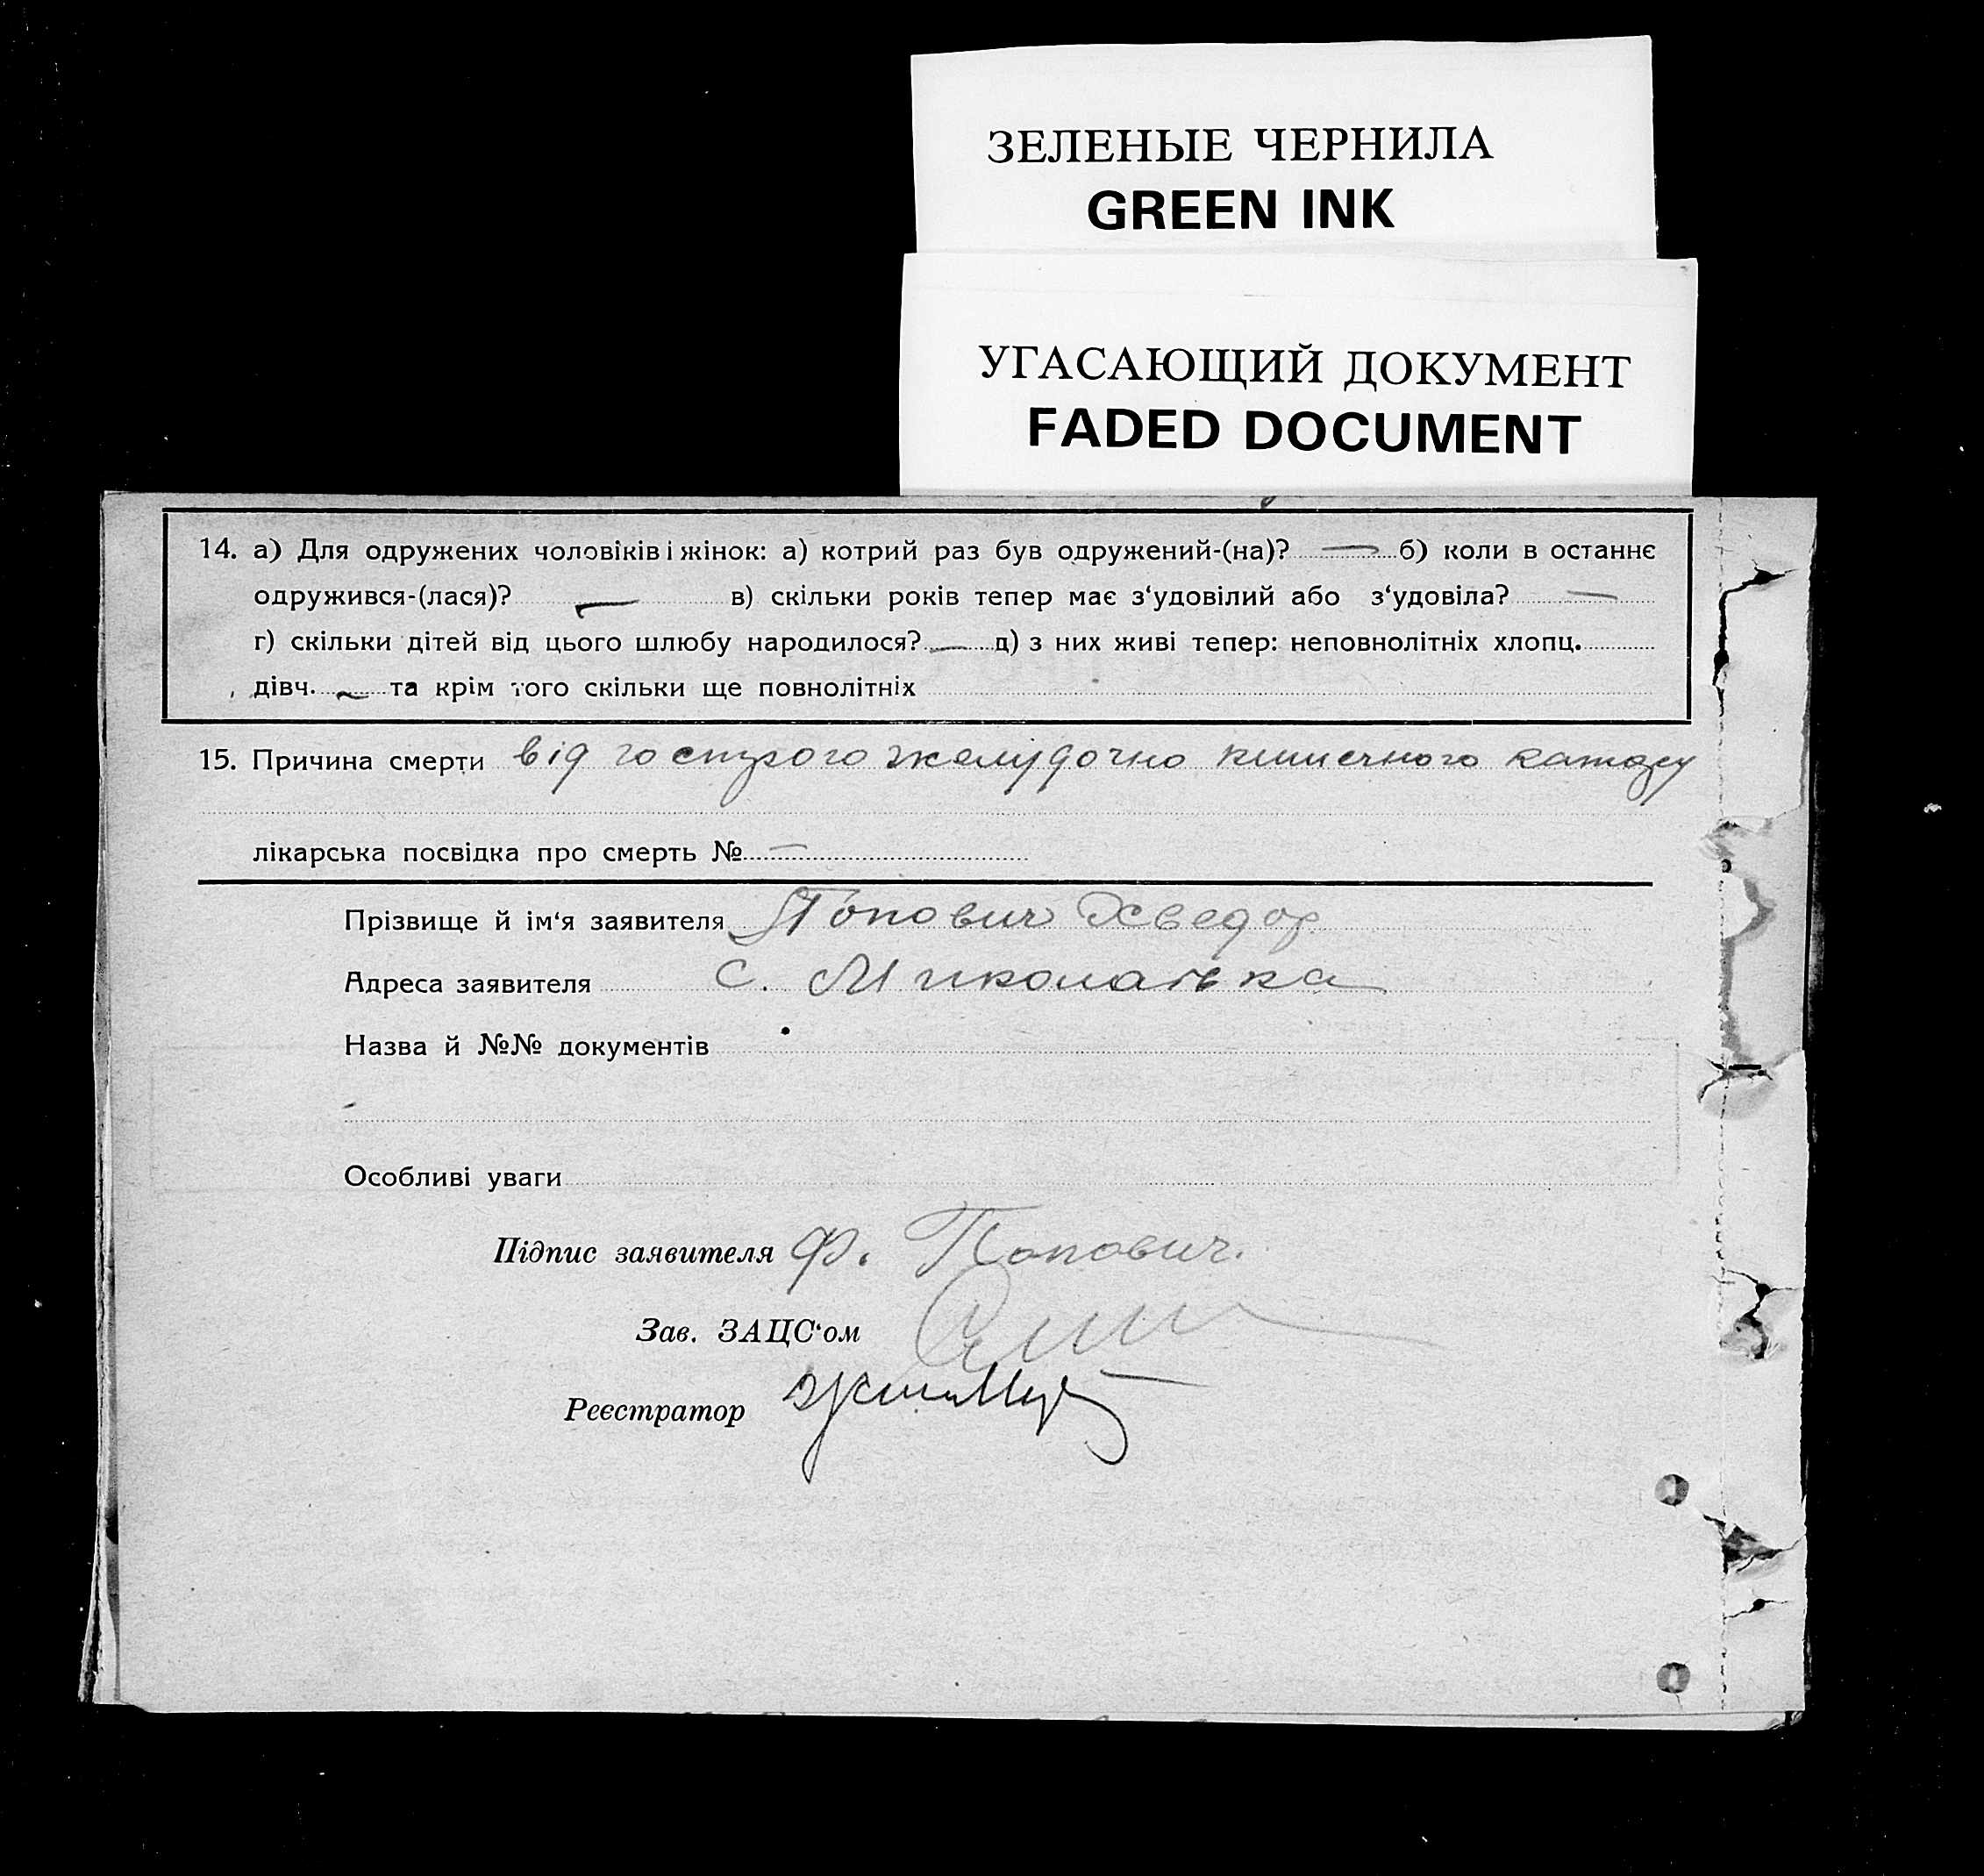 ЗЕЛЕНЫЕ ЧЕРНИЛА
GREEN INK
УГАСАЮЩИЙ ДОКУМЕНТ
FADED DOCUMENT
14. а) Для одружених чоловіків і жінок: а) котрий раз був одружений-(на)? — б) коли в останнє
одружився-(лася)? — в) скільки років тепер має з‘удовілий або з‘удовіла? —
г) скільки дітей від цього шлюбу народилося? — д) з них живі тепер: неповнолітніх хлопц.
дівч. ~ та крім того скільки ще повнолітніх
15. Причина смерти від гострого желудочно кишечного катару
лікарська посвідка про смерть № —
Прізвище й ім‘я заявителя Попович Хведор
Адреса заявителя с. Миколаівка
Назва й №№ документів
Особливі уваги
Підпис заявителя Ф. Попович.
Зав. ЗАЦС‘ом
Реєстратор